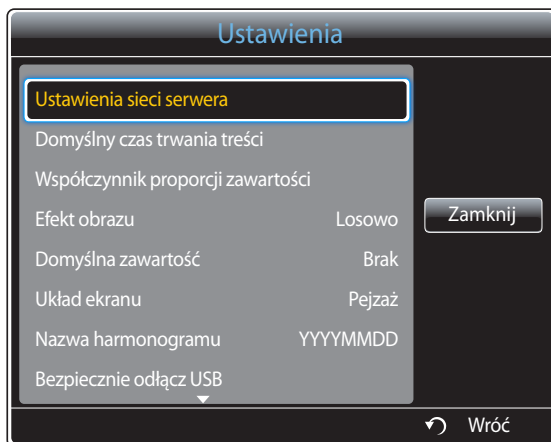 Ustawienia
Ustawienia sieci serwera
Domyślny czas trwania treści
Współczynnik proporcji zawartości
Efekt obrazu Losowo
Domyślna zawartość Brak
Układ ekranu Pejzaż
Nazwa harmonogramu YYYYMMDD
Bezpiecznie odłącz USB
Zamknij
Wróć